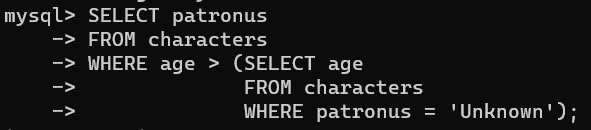 mysql> SELECT patronus
    -> FROM characters
    -> WHERE age > (SELECT age
    ->              FROM characters
    ->              WHERE patronus = 'Unknown');